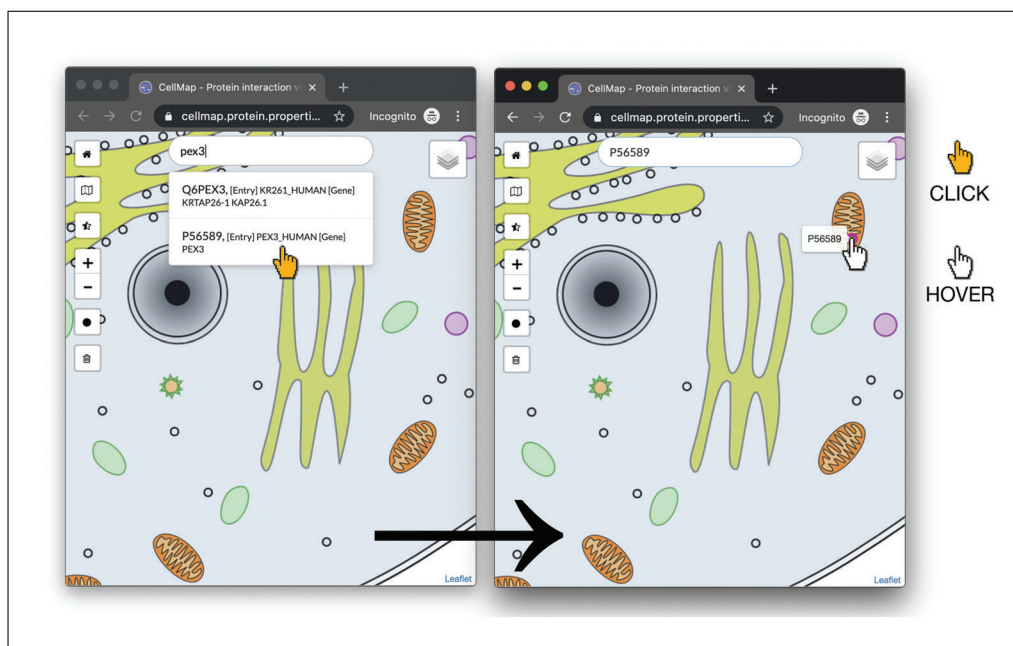 CellMap - Protein interaction v
cellmap.protein.properti... Incognito
pex3
Q6PEX3, [Entry] KR261_HUMAN [Gene]
KRTAP26-1 KAP26.1
P56589, [Entry] PEX3_HUMAN [Gene]
PEX3
Leaflet
CellMap - Protein interaction v
cellmap.protein.properti... Incognito
P56589
P56589
Leaflet
CLICK
HOVER